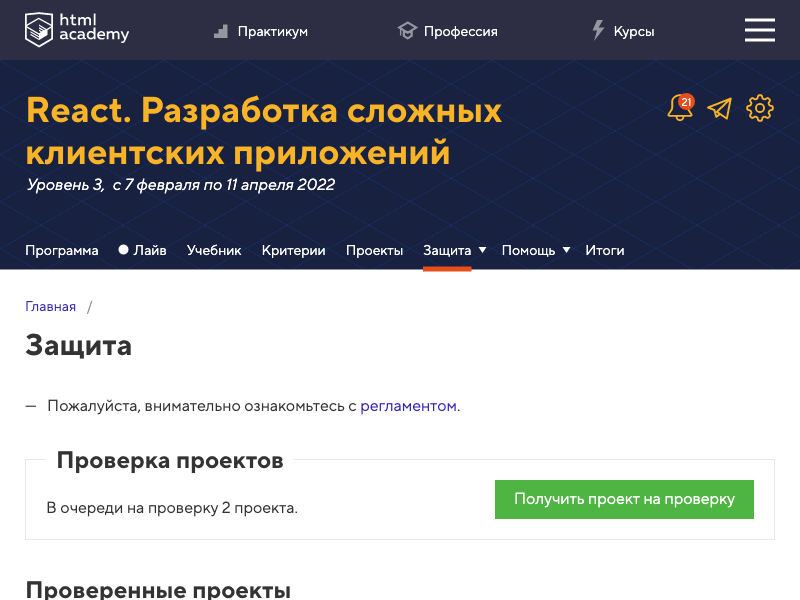 html
academy
Практикум
Профессия
Курсы
React. Разработка сложных
клиентских приложений
21
Уровень 3, с 7 февраля по 11 апреля 2022
Программа
Лайв
Учебник
Критерии
Проекты
Защита
Помощь
Итоги
Главная /
Защита
— Пожалуйста, внимательно ознакомьтесь с регламентом.
Проверка проектов
В очереди на проверку 2 проекта.
Получить проект на проверку
Проверенные проекты